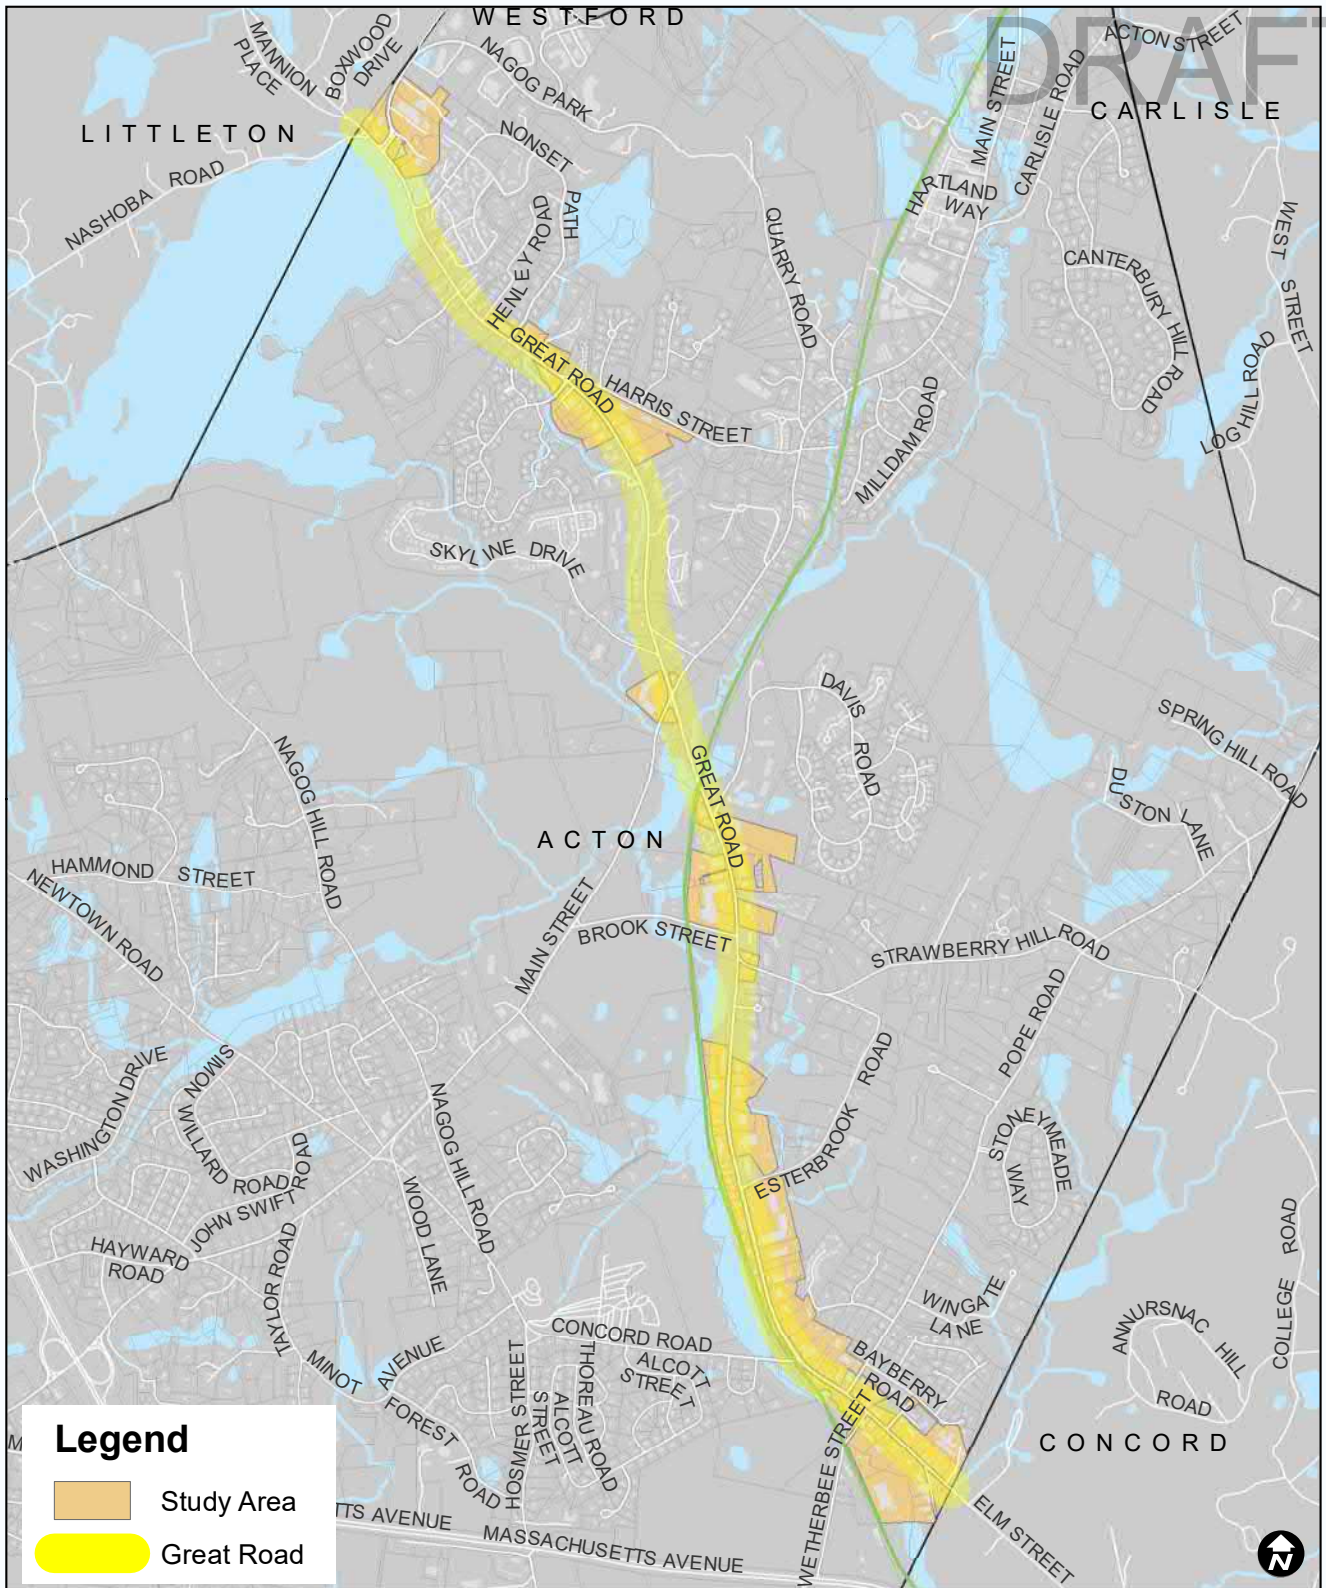 WESTFORD
DRAFT
MANNION
PLACE
BOXWOOD
DRIVE
NAGOG PARK
ACTON STREET
MAIN STREET
CARLISLE ROAD
CARLISLE
LITTLETON
NONSET
PATH
NASHOBA ROAD
HARTLAND
WAY
HENLEY ROAD
QUARRY ROAD
WEST STREET
CANTERBURY HILL ROAD
GREAT ROAD
HARRIS STREET
LOG HILL ROAD
MILLDAM ROAD
SKYLINE DRIVE
DAVIS ROAD
SPRING HILL ROAD
NAGOG HILL ROAD
GREAT ROAD
DUSTON LANE
ACTON
HAMMOND STREET
NEWTOWN ROAD
MAIN STREET
BROOK STREET
STRAWBERRY HILL ROAD
POPE ROAD
WASHINGTON DRIVE
SIMON
WILLARD
ROAD
NAGOG HILL ROAD
ESTERBROOK ROAD
STONEYMEADE
WAY
JOHN SWIFT ROAD
WOOD LANE
HAYWARD
ROAD
TAYLOR ROAD
COLLEGE ROAD
WINGATE
LANE
ANNURSNAC HILL
ROAD
CONCORD ROAD
MINOT
AVENUE
ALCOTT
STREET
BAYBERRY
ROAD
FOREST
ROAD
HOSMER STREET
ALCOTT
STREET
THOREAU ROAD
WETHERBEE STREET
CONCORD
ELM STREET
M
TTS AVENUE
MASSACHUSETTS AVENUE
Legend
Study Area
Great Road
N